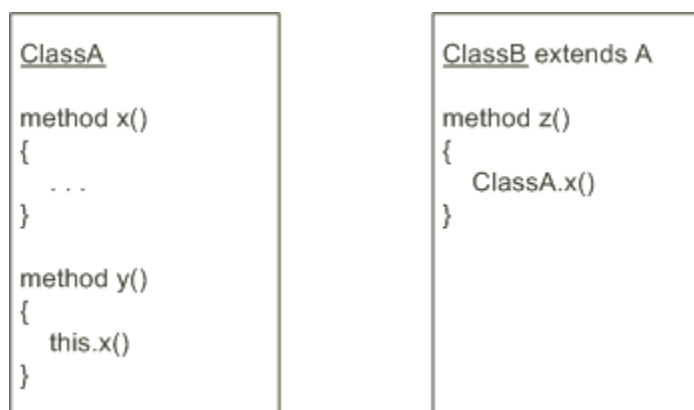 ClassA
method x()
{
. . .
}
method y()
{
this.x()
}
ClassB extends A
method z()
{
ClassA.x()
}